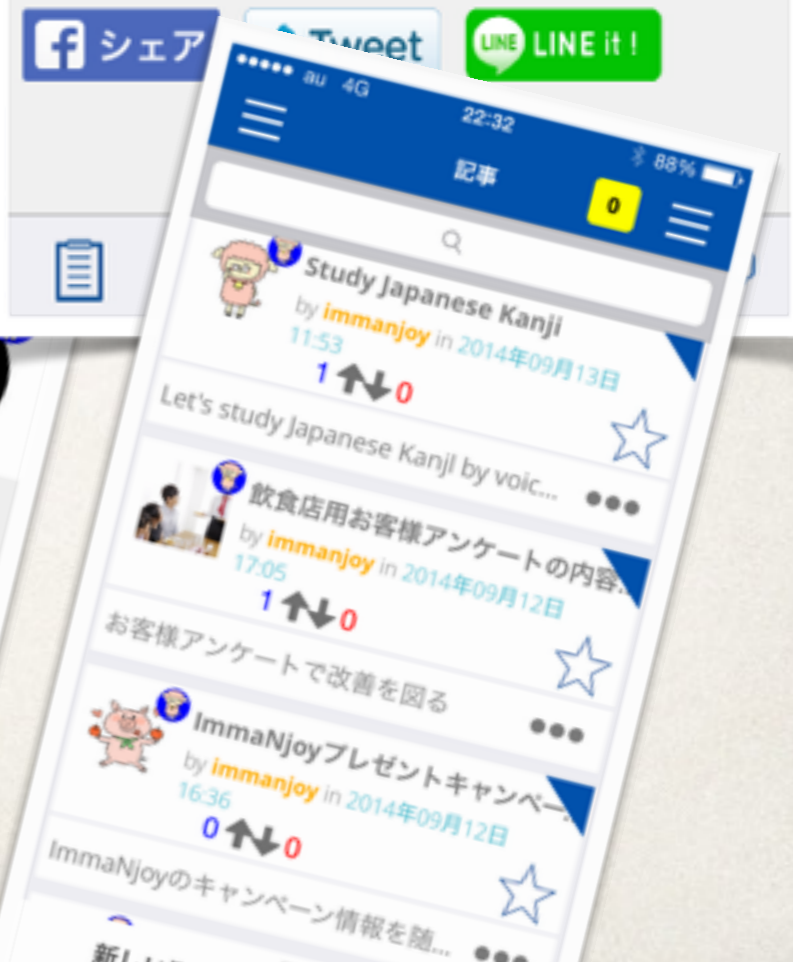 シェア
Tweet
LINE
LINE it !
au 4G
22:32
88%
記事
0
Study Japanese Kanji
by immanjoy in 2014年09月13日
11:53
1 0
Let's study Japanese KanjI by voic...
飲食店用お客様アンケートの内容...
by immanjoy in 2014年09月12日
17:05
1 0
お客様アンケートで改善を図る
ImmaNjoyプレゼントキャンペー...
by immanjoy in 2014年09月12日
16:36
0 0
ImmaNjoyのキャンペーン情報を随...
新しい